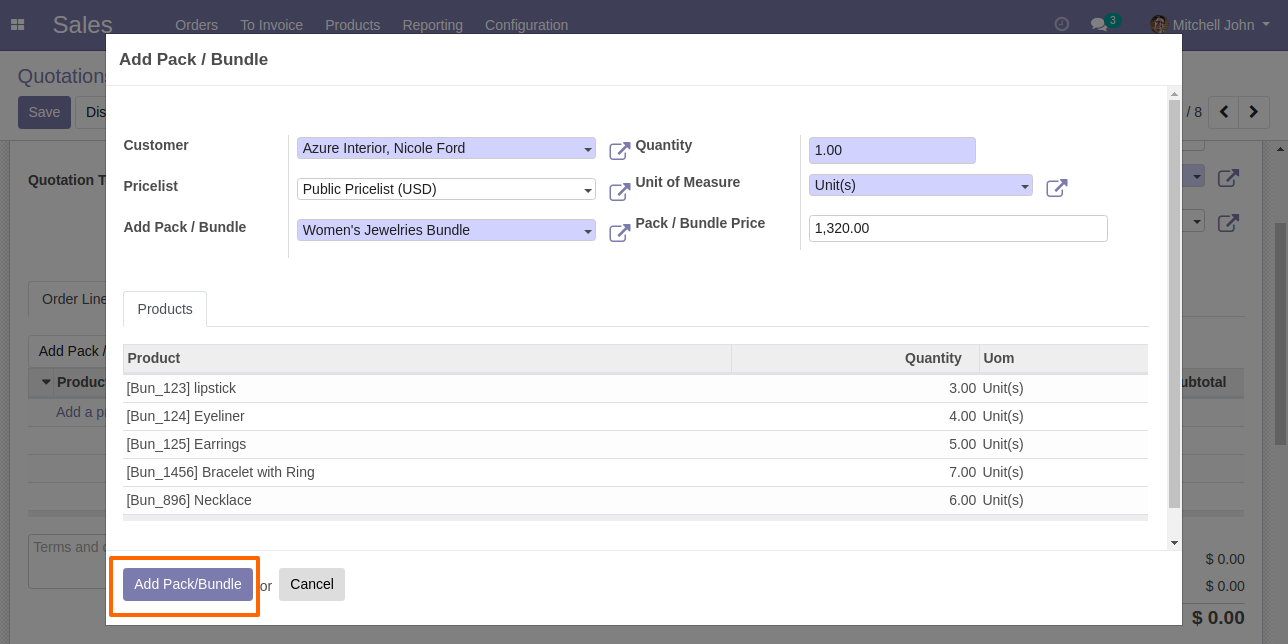 Sales Orders To Invoice Products Reporting Configuration 3 Mitchell John
Add Pack / Bundle
Quotations
Save Dis / 8
Customer Azure Interior, Nicole Ford Quantity 1.00
Quotation T Pricelist Public Pricelist (USD) Unit of Measure Unit(s)
Add Pack / Bundle Women's Jewelries Bundle Pack / Bundle Price 1,320.00
Order Line Products
Add Pack / Product Quantity Uom
Produc ubtotal
[Bun_123] lipstick 3.00 Unit(s)
Add a pr [Bun_124] Eyeliner 4.00 Unit(s)
[Bun_125] Earrings 5.00 Unit(s)
[Bun_1456] Bracelet with Ring 7.00 Unit(s)
[Bun_896] Necklace 6.00 Unit(s)
Terms and c
$ 0.00
Add Pack/Bundle or Cancel $ 0.00
$ 0.00